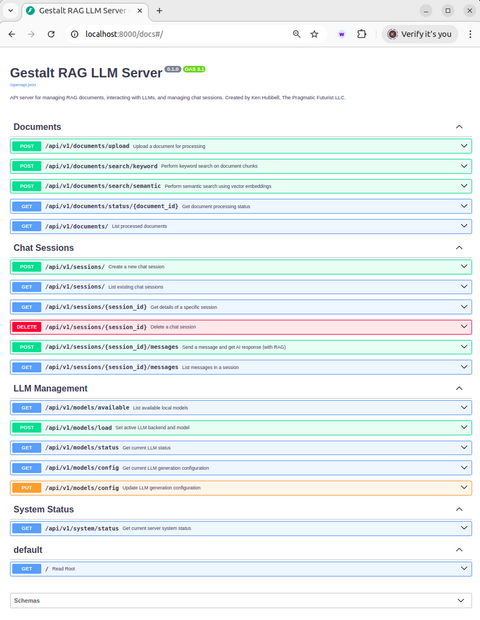 Gestalt RAG LLM Server
localhost:8000/docs#/
Verify it's you
Gestalt RAG LLM Server 0.1.0 OAS 3.1
/openapi.json
API server for managing RAG documents, interacting with LLMs, and managing chat sessions. Created by Ken Hubbell, The Pragmatic Futurist LLC.
Documents
POST /api/v1/documents/upload Upload a document for processing
POST /api/v1/documents/search/keyword Perform keyword search on document chunks
POST /api/v1/documents/search/semantic Perform semantic search using vector embeddings
GET /api/v1/documents/status/{document_id} Get document processing status
GET /api/v1/documents/ List processed documents
Chat Sessions
POST /api/v1/sessions/ Create a new chat session
GET /api/v1/sessions/ List existing chat sessions
GET /api/v1/sessions/{session_id} Get details of a specific session
DELETE /api/v1/sessions/{session_id} Delete a chat session
POST /api/v1/sessions/{session_id}/messages Send a message and get AI response (with RAG)
GET /api/v1/sessions/{session_id}/messages List messages in a session
LLM Management
GET /api/v1/models/available List available local models
POST /api/v1/models/load Set active LLM backend and model
GET /api/v1/models/status Get current LLM status
GET /api/v1/models/config Get current LLM generation configuration
PUT /api/v1/models/config Update LLM generation configuration
System Status
GET /api/v1/system/status Get current server system status
default
GET / Read Root
Schemas